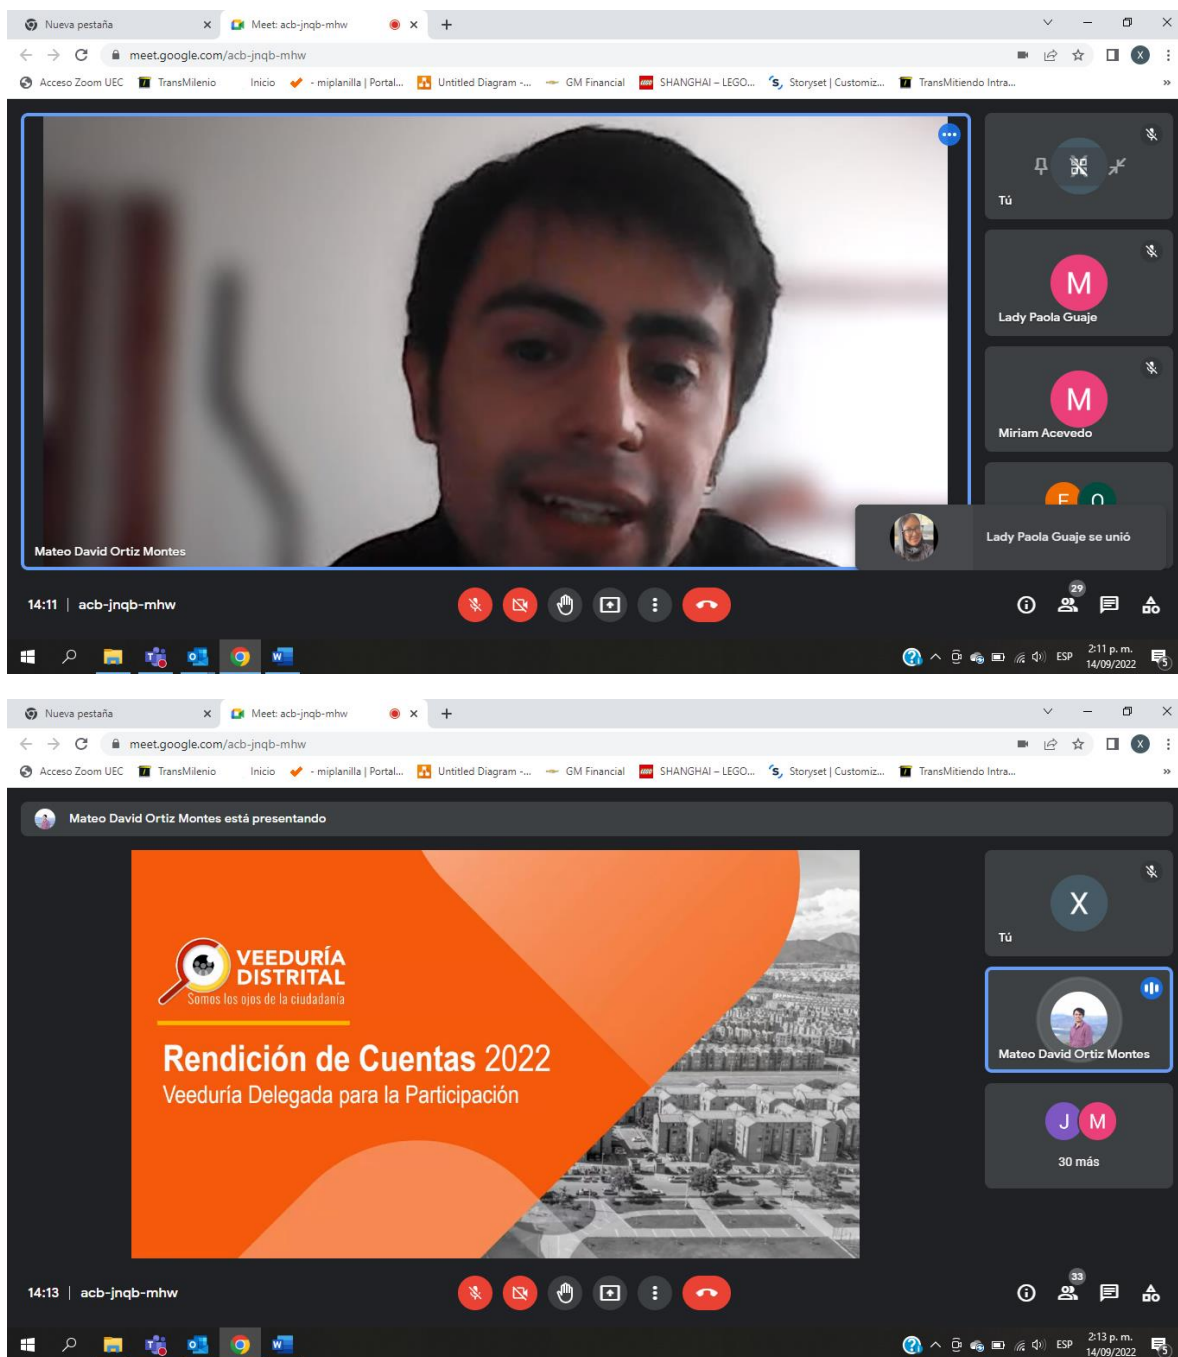 Nueva pestaña
Meet: acb-jnqb-mhw
meet.google.com/acb-jnqb-mhw
X
Acceso Zoom UEC
TransMilenio
Inicio
- miplanilla | Portal...
Untitled Diagram -...
GM Financial
SHANGHAI – LEGO...
Storyset | Customiz...
TransMitiendo Intra...
Tú
M
Lady Paola Guaje
M
Miriam Acevedo
Mateo David Ortiz Montes
Lady Paola Guaje se unió
14:11 | acb-jnqb-mhw
29
ESP
2:11 p. m.
14/09/2022
5
Nueva pestaña
Meet: acb-jnqb-mhw
meet.google.com/acb-jnqb-mhw
X
Acceso Zoom UEC
TransMilenio
Inicio
- miplanilla | Portal...
Untitled Diagram -...
GM Financial
SHANGHAI – LEGO...
Storyset | Customiz...
TransMitiendo Intra...
Mateo David Ortiz Montes está presentando
VEEDURÍA
DISTRITAL
Somos los ojos de la ciudadanía
Rendición de Cuentas 2022
Veeduría Delegada para la Participación
X
Tú
Mateo David Ortiz Montes
J M
30 más
14:13 | acb-jnqb-mhw
33
ESP
2:13 p. m.
14/09/2022
5